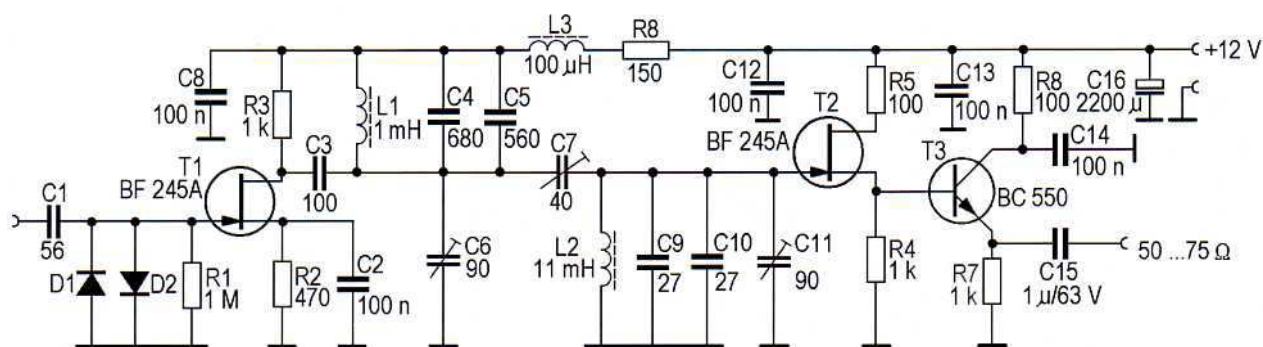 L3
100 µH
R8
150
+12 V
C8
100 n
R3
1 k
L1
1 mH
C4
680
C5
560
C12
100 n
R5
100
C13
100 n
R8
100
C16
2200 µ
T1
BF 245A
C3
100
C7
40
T2
BF 245A
T3
BC 550
C14
100 n
C1
56
D1
D2
R1
1 M
R2
470
C2
100 n
C6
90
L2
11 mH
C9
27
C10
27
C11
90
R4
1 k
R7
1 k
C15
1 µ/63 V
50 ...75 Ω